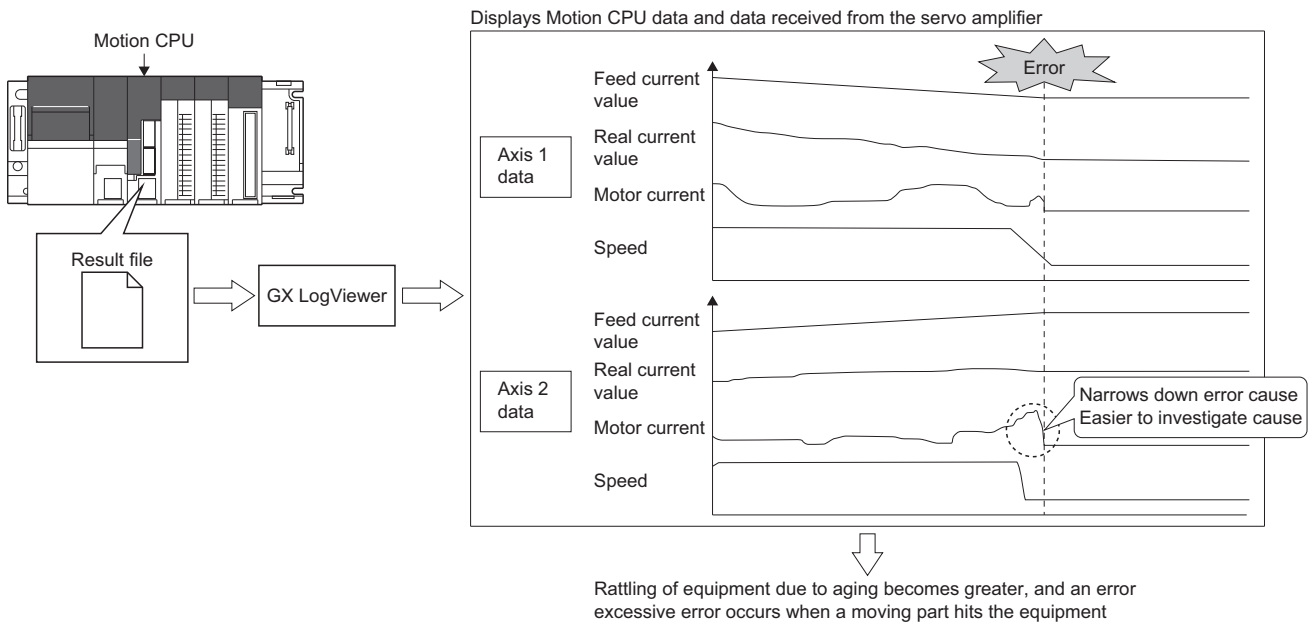 Displays Motion CPU data and data received from the servo amplifier
Motion CPU
Result file
GX LogViewer
Error
Axis 1
data
Feed current
value
Real current
value
Motor current
Speed
Axis 2
data
Feed current
value
Real current
value
Motor current
Speed
Narrows down error cause
Easier to investigate cause
Rattling of equipment due to aging becomes greater, and an error
excessive error occurs when a moving part hits the equipment